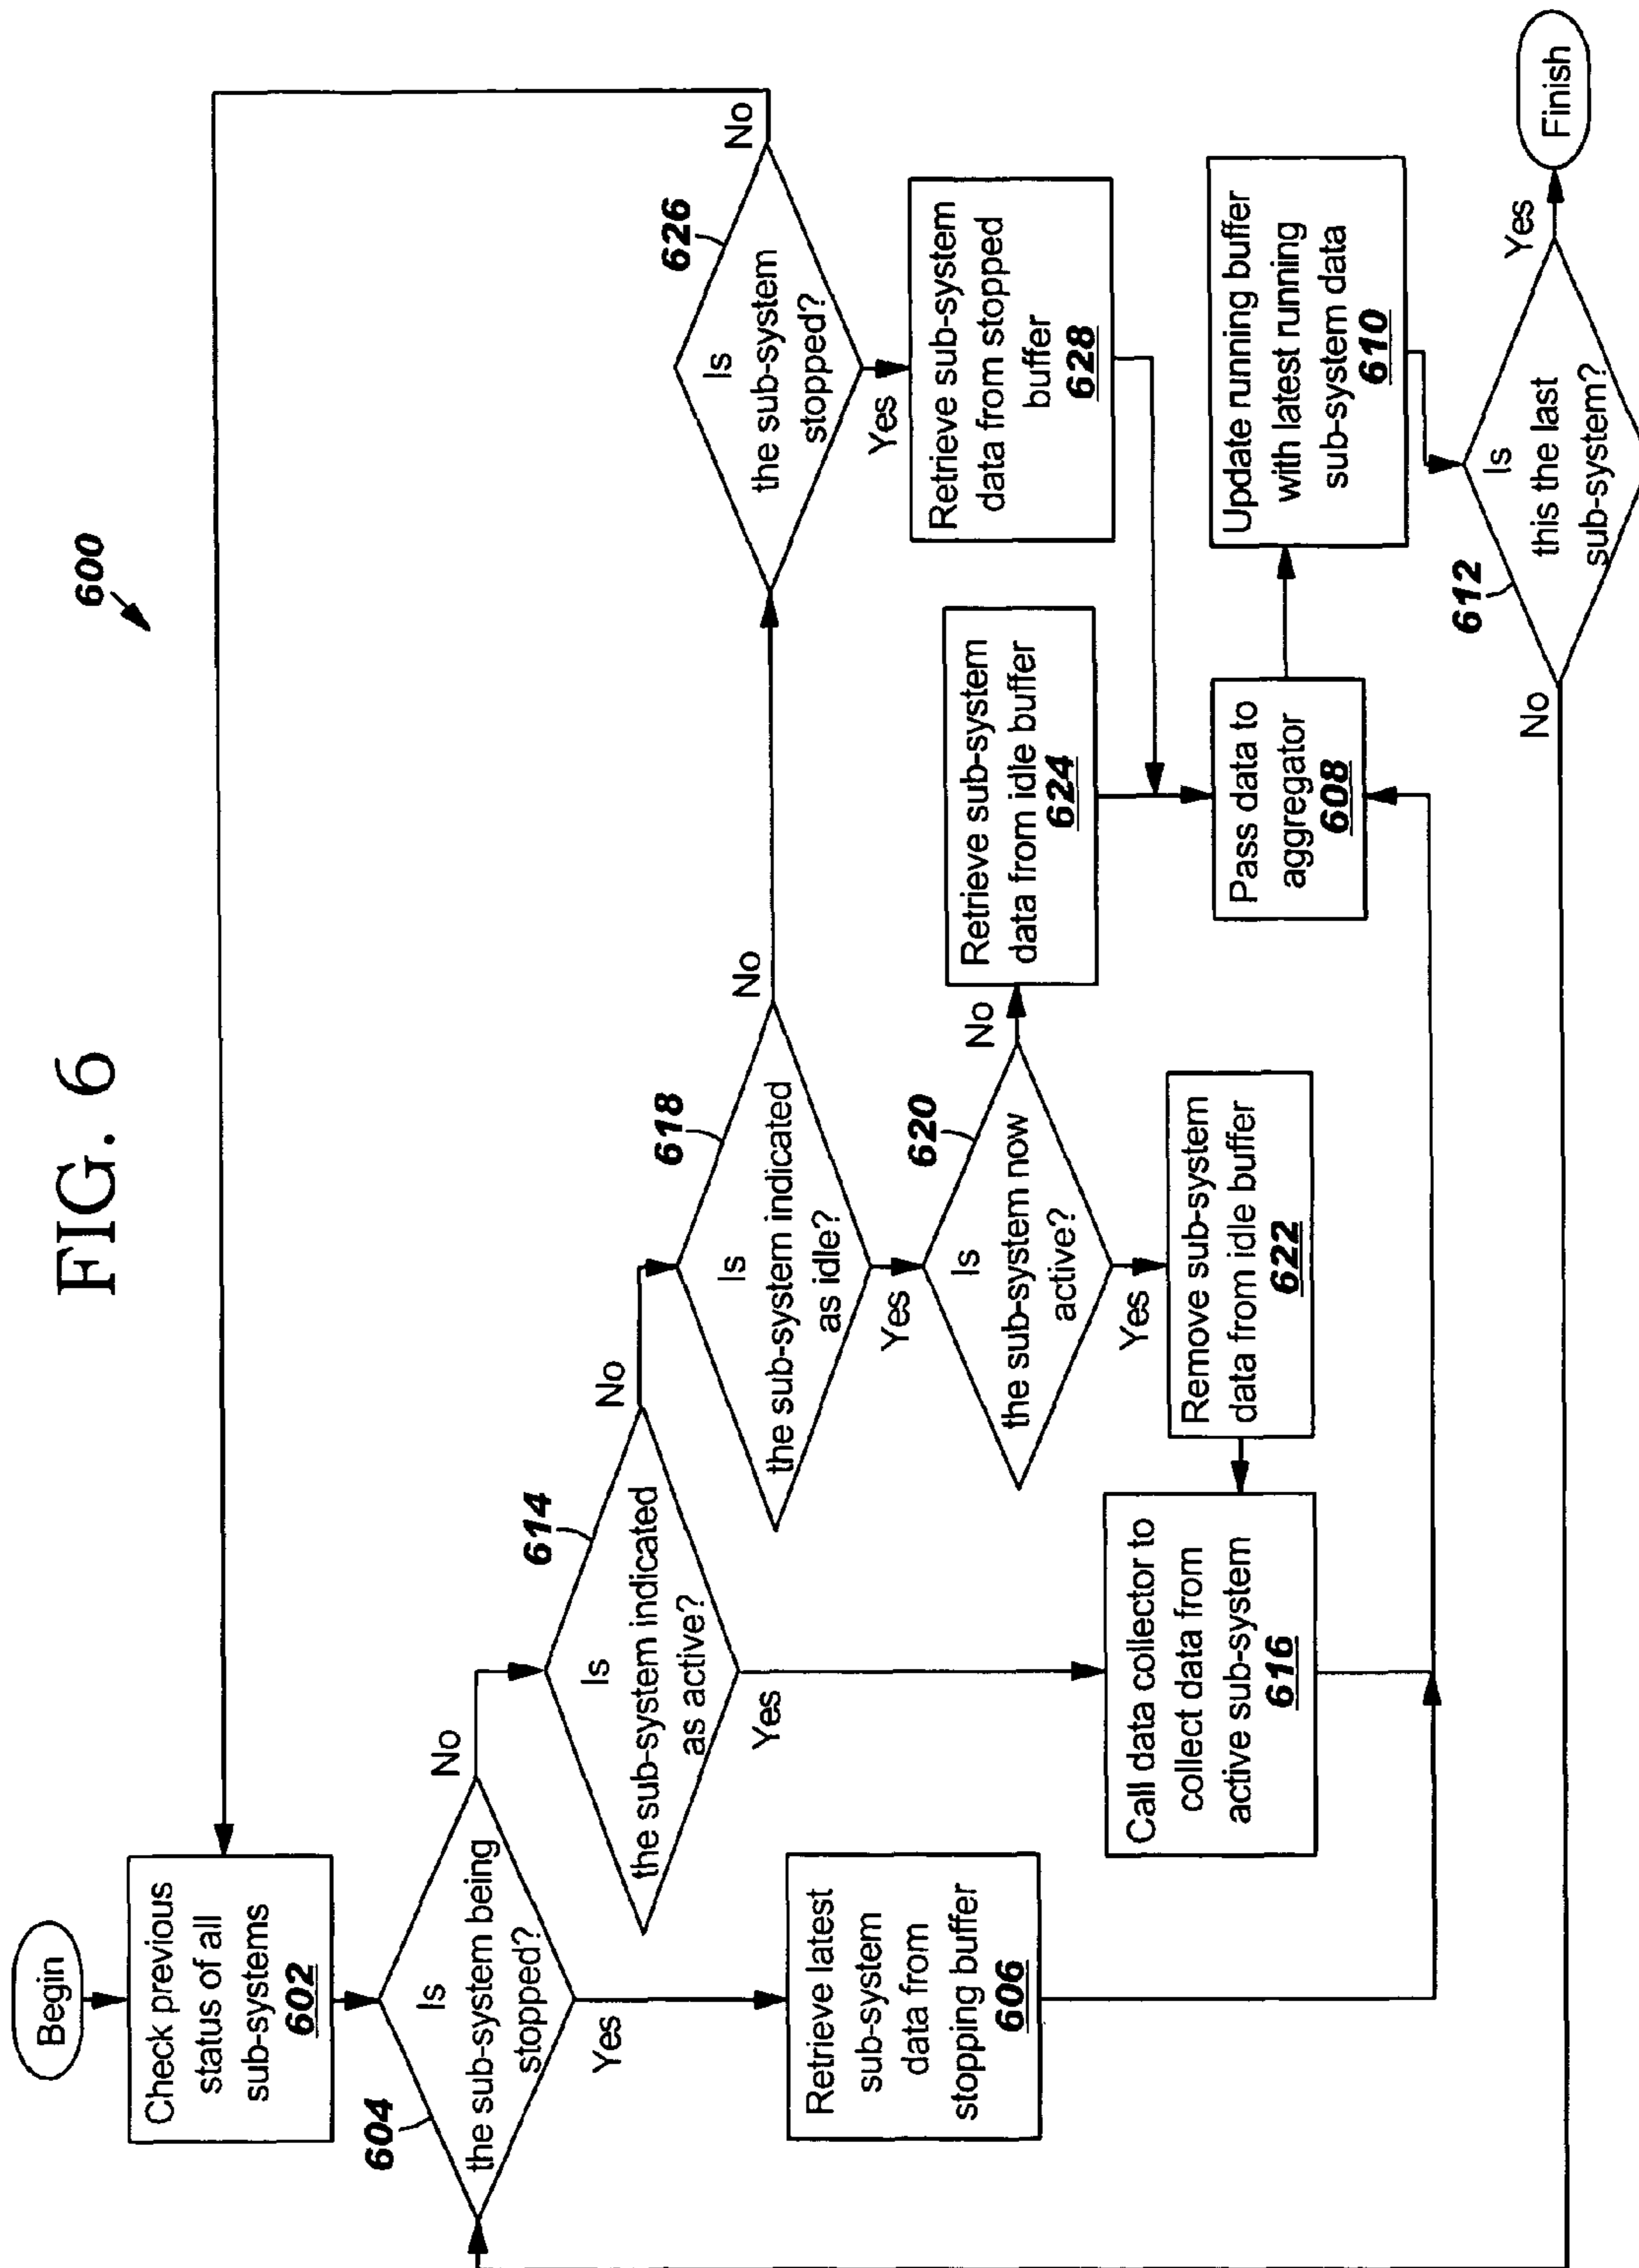 FIG. 6
600
Begin
Check previous
status of all
sub-systems
602
604
Is
the sub-system being
stopped?
No
Yes
Retrieve latest
sub-system
data from
stopping buffer
606
614
Is
the sub-system indicated
as active?
No
Yes
Call data collector to
collect data from
active sub-system
616
618
Is
the sub-system indicated
as idle?
No
Yes
620
Is
the sub-system now
active?
No
Yes
Remove sub-system
data from idle buffer
622
Retrieve sub-system
data from idle buffer
624
626
Is
the sub-system
stopped?
No
Yes
Retrieve sub-system
data from stopped
buffer
628
Pass data to
aggregator
608
Update running buffer
with latest running
sub-system data
610
612
Is
this the last
sub-system?
No
Yes
Finish